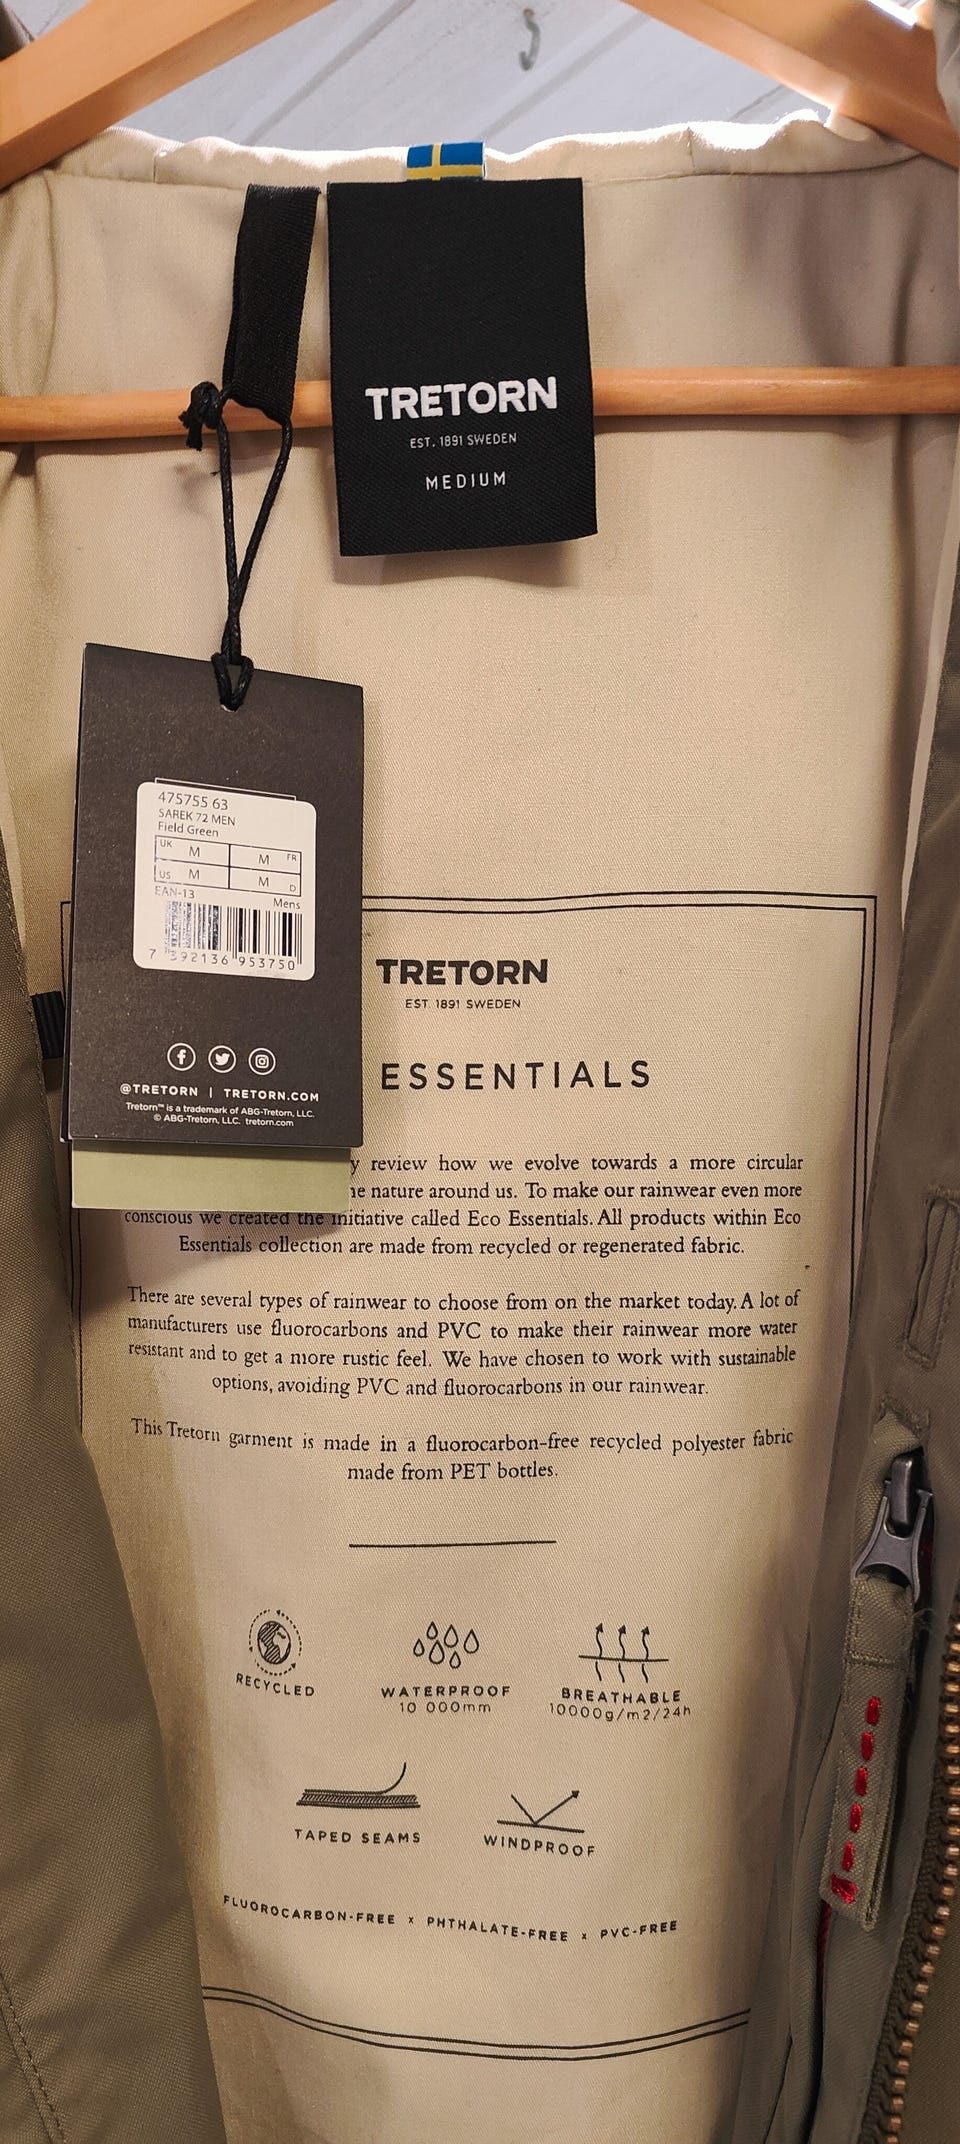 TRETORN
EST. 1891 SWEDEN
MEDIUM
475755 63
SAREK 72 MEN
Field Green
UK M M FR
US M M D
EAN-13
Mens
7 392136 953750
@TRETORN | TRETORN.COM
Tretorn™ is a trademark of ABG-Tretorn, LLC.
© ABG-Tretorn, LLC. tretorn.com
TRETORN
EST. 1891 SWEDEN
ESSENTIALS
review how we evolve towards a more circular
nature around us. To make our rainwear even more
conscious we created the initiative called Eco Essentials. All products within Eco
Essentials collection are made from recycled or regenerated fabric.
There are several types of rainwear to choose from on the market today. A lot of
manufacturers use fluorocarbons and PVC to make their rainwear more water
resistant and to get a more rustic feel. We have chosen to work with sustainable
options, avoiding PVC and fluorocarbons in our rainwear.
This Tretorn garment is made in a fluorocarbon-free recycled polyester fabric
made from PET bottles.
RECYCLED
WATERPROOF
10 000mm
BREATHABLE
10000g/m2/24h
TAPED SEAMS
WINDPROOF
FLUOROCARBON-FREE x PHTHALATE-FREE x PVC-FREE